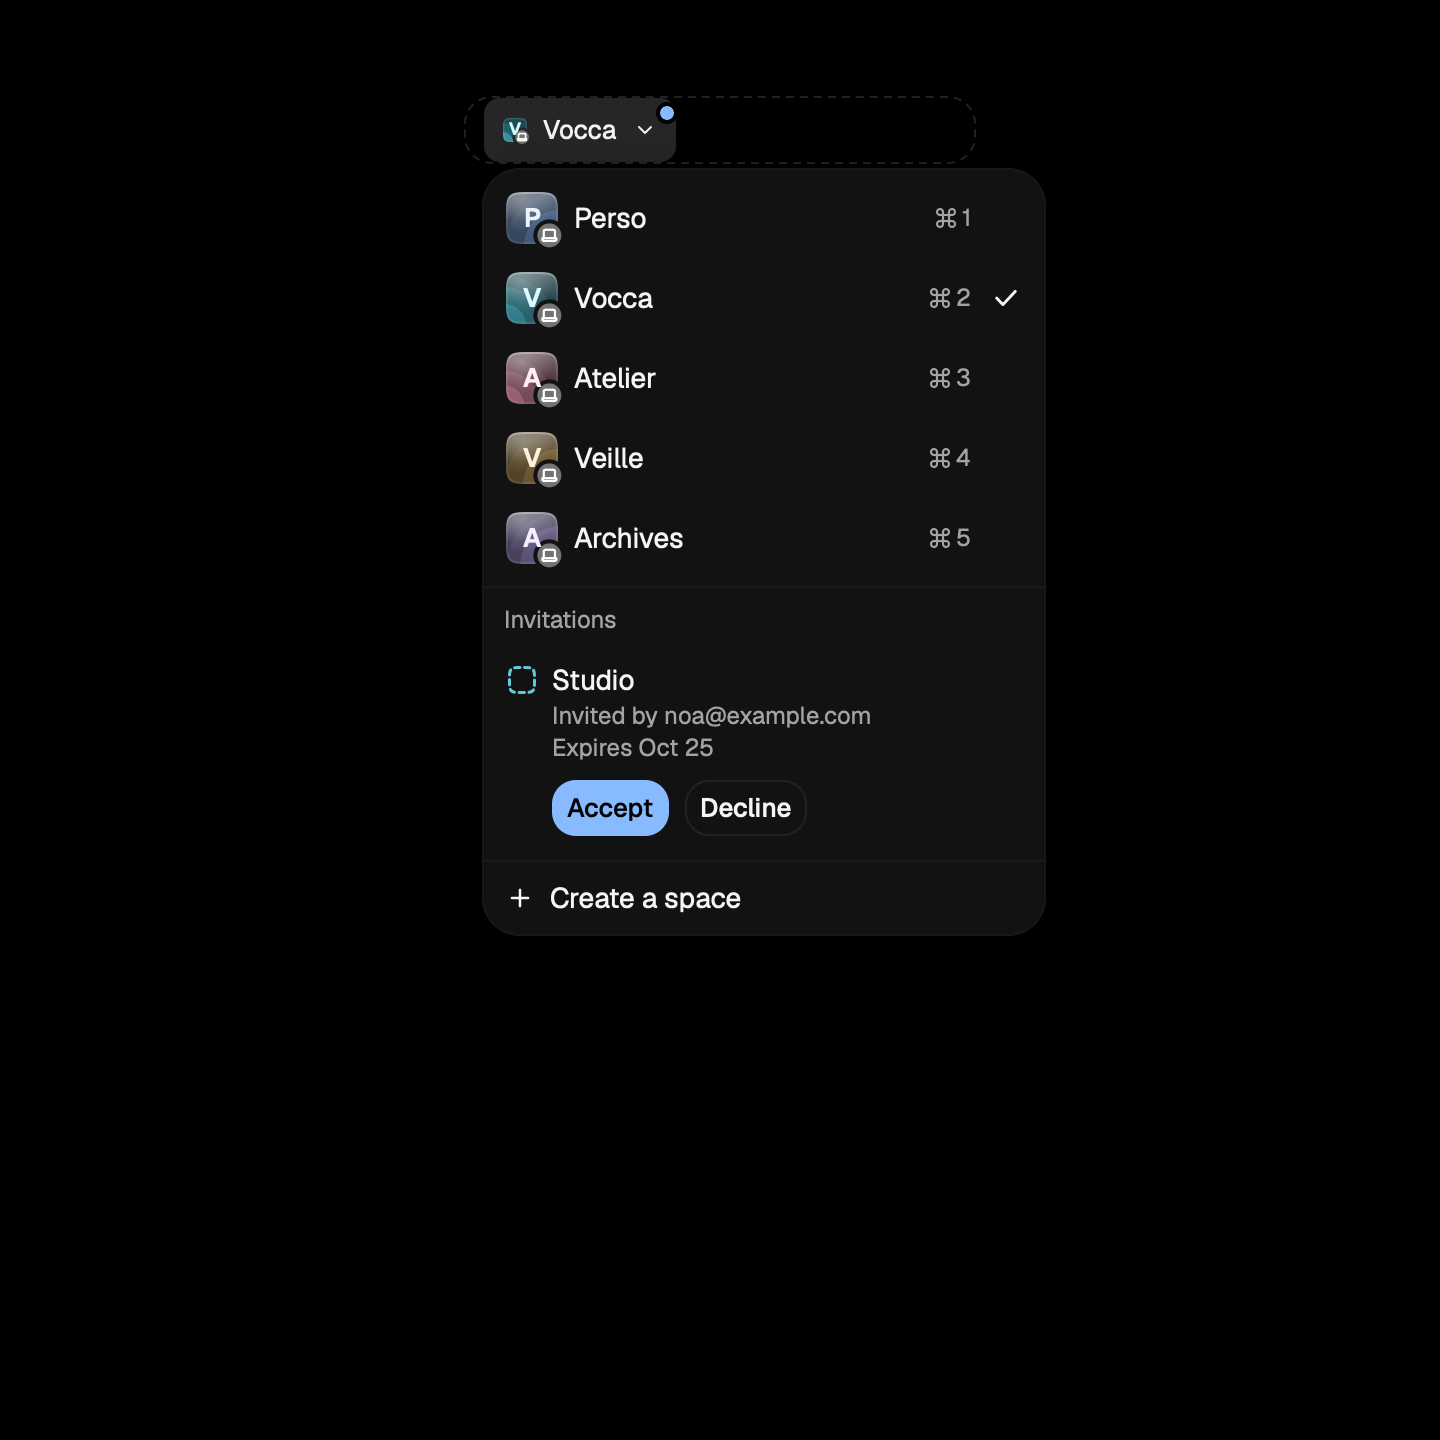 V Vocca
P Perso ⌘1
V Vocca ⌘2
A Atelier ⌘3
V Veille ⌘4
A Archives ⌘5
Invitations
Studio
Invited by noa@example.com
Expires Oct 25
Accept Decline
+ Create a space